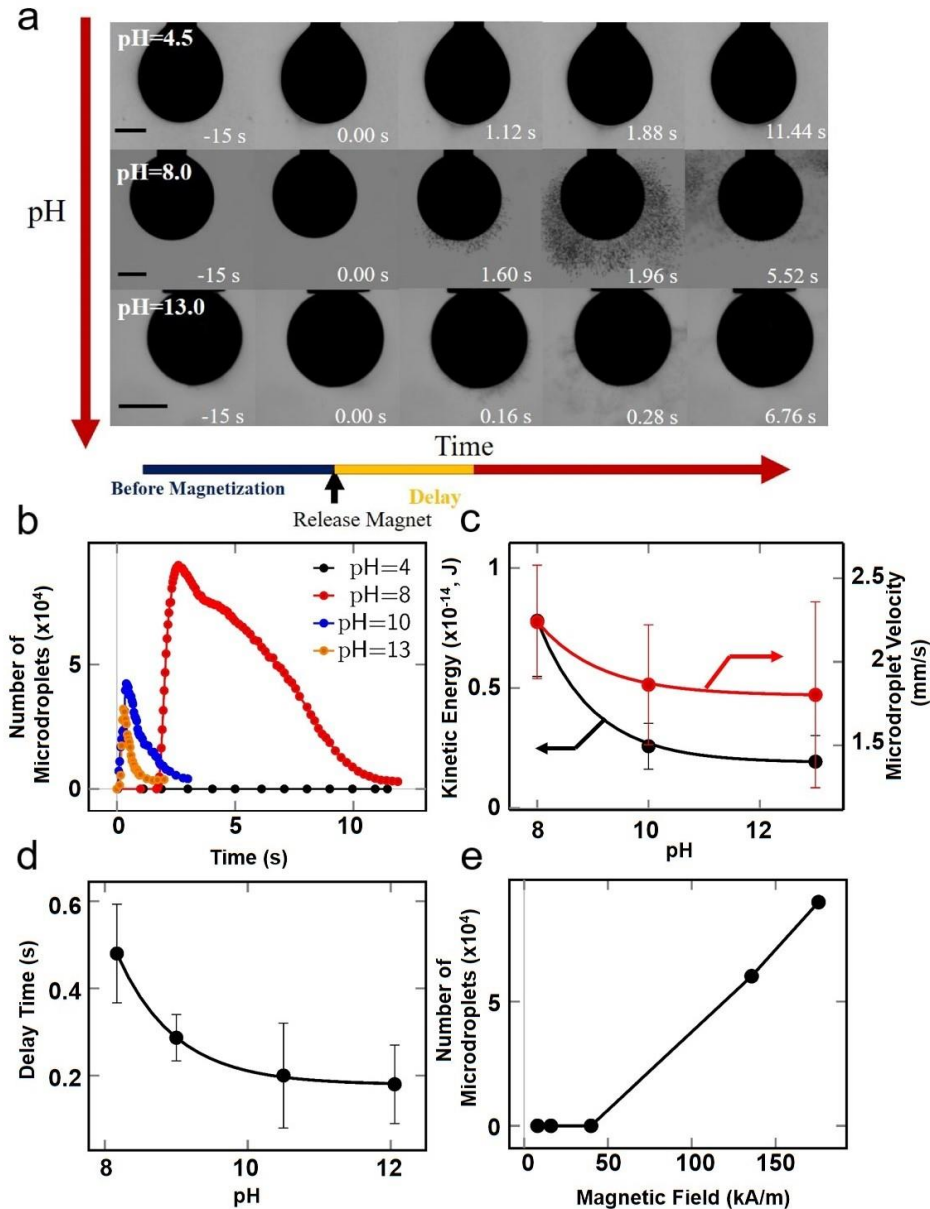 a
pH
pH=4.5
-15 s
0.00 s
1.12 s
1.88 s
11.44 s
pH=8.0
-15 s
0.00 s
1.60 s
1.96 s
5.52 s
pH=13.0
-15 s
0.00 s
0.16 s
0.28 s
6.76 s
Time
Before Magnetization
Delay
Release Magnet
b
Number of
Microdroplets (x10⁴)
5
0
pH=4
pH=8
pH=10
pH=13
0
5
10
Time (s)
c
Kinetic Energy (x10⁻¹⁴, J)
1
0.5
0
2.5
2
1.5
Microdroplet Velocity
(mm/s)
8
10
12
pH
d
Delay Time (s)
0.6
0.4
0.2
8
10
12
pH
e
Number of
Microdroplets (x10⁴)
5
0
0
50
100
150
Magnetic Field (kA/m)